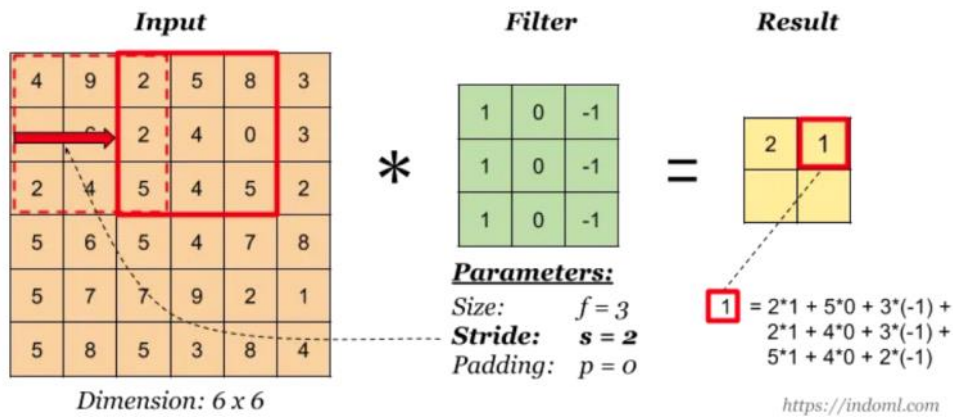 Input
Filter
Result
4 9 2 5 8 3
2 4 0 3
2 4 5 4 5 2
5 6 5 4 7 8
5 7 7 9 2 1
5 8 5 3 8 4
Dimension: 6 x 6
*
1 0 -1
1 0 -1
1 0 -1
Parameters:
Size: f = 3
Stride: s = 2
Padding: p = 0
=
2 1
1 = 2*1 + 5*0 + 3*(-1) +
2*1 + 4*0 + 3*(-1) +
5*1 + 4*0 + 2*(-1)
https://indoml.com